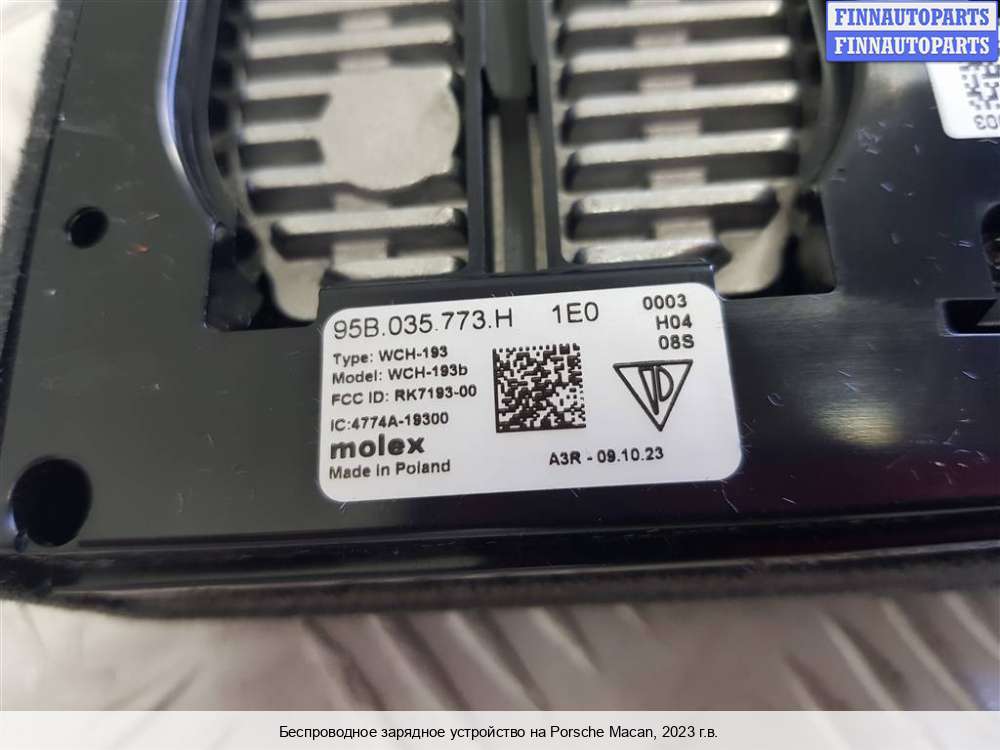 FINNAUTOPARTS
FINNAUTOPARTS
95B.035.773.H 1E0
0003
H04
08S
Type: WCH-193
Model: WCH-193b
FCC ID: RK7193-00
IC:4774A-19300
molex
Made in Poland
A3R - 09.10.23
Беспроводное зарядное устройство на Porsche Macan, 2023 г.в.